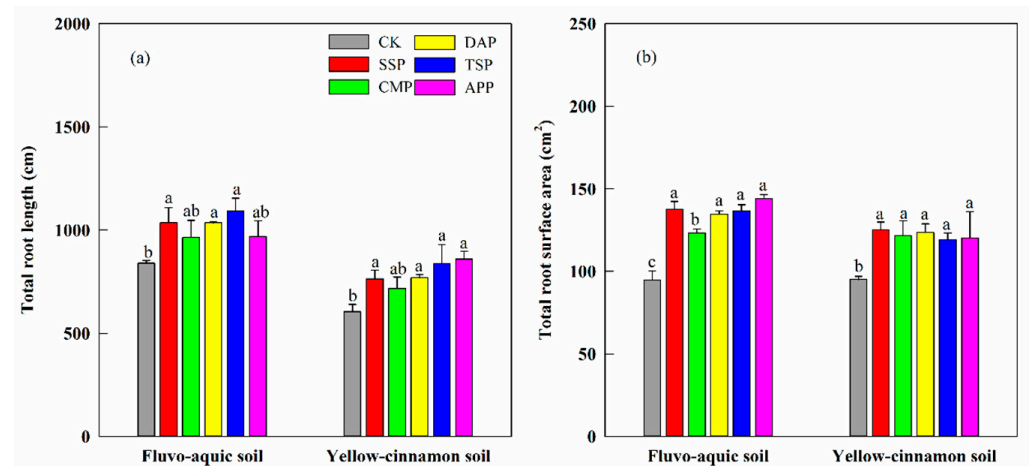 2000
1500
1000
500
0
Total root length (cm)
(a)
CK
DAP
SSP
TSP
CMP
APP
b
a
ab
a
a
ab
b
a
ab
a
a
a
Fluvo-aquic soil
Yellow-cinnamon soil
250
200
150
100
50
0
Total root surface area (cm²)
(b)
c
a
b
a
a
a
b
a
a
a
a
a
Fluvo-aquic soil
Yellow-cinnamon soil